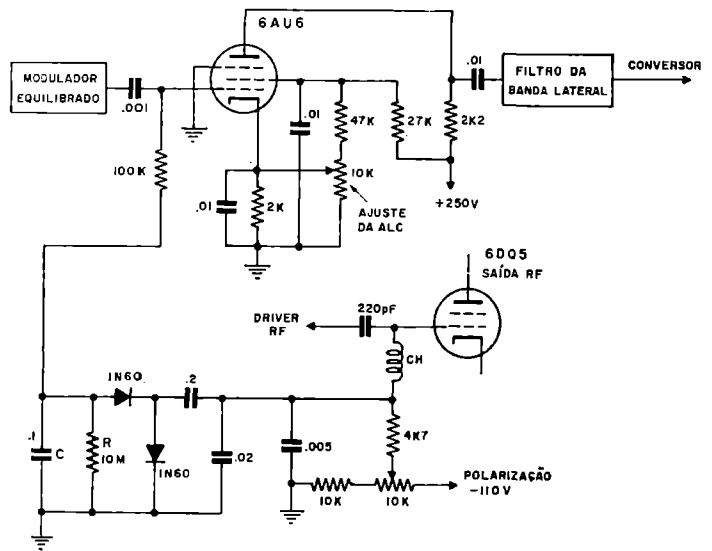 6AU6
MODULADOR
EQUILIBRADO
.001
.01
FILTRO DA
BANDA LATERAL
CONVERSOR
.01
47K
27K
2K2
100K
10K
.01
2K
AJUSTE
DA ALC
+250V
6DQ5
SAÍDA RF
220pF
DRIVER
RF
CH
1N60
.2
4K7
.1
C
R
10M
1N60
.02
.005
10K
10K
POLARIZAÇÃO
-110V